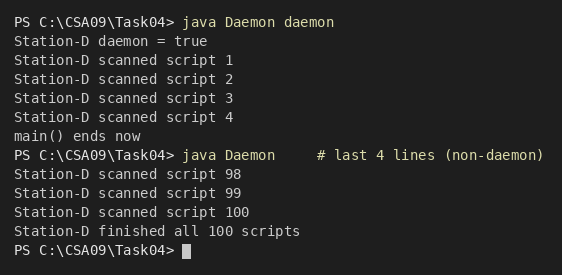 PS C:\CSA09\Task04> java Daemon daemon
Station-D daemon = true
Station-D scanned script 1
Station-D scanned script 2
Station-D scanned script 3
Station-D scanned script 4
main() ends now
PS C:\CSA09\Task04> java Daemon     # last 4 lines (non-daemon)
Station-D scanned script 98
Station-D scanned script 99
Station-D scanned script 100
Station-D finished all 100 scripts
PS C:\CSA09\Task04>